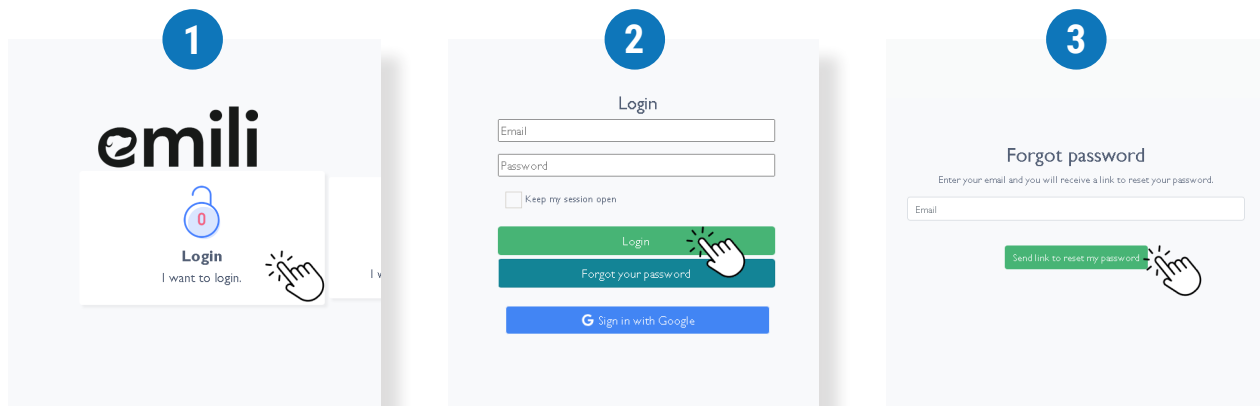 1
emili
0
Login
I want to login.
I w
2
Login
Email
Password
Keep my session open
Login
Forgot your password
G Sign in with Google
3
Forgot password
Enter your email and you will receive a link to reset your password.
Email
Send link to reset my password